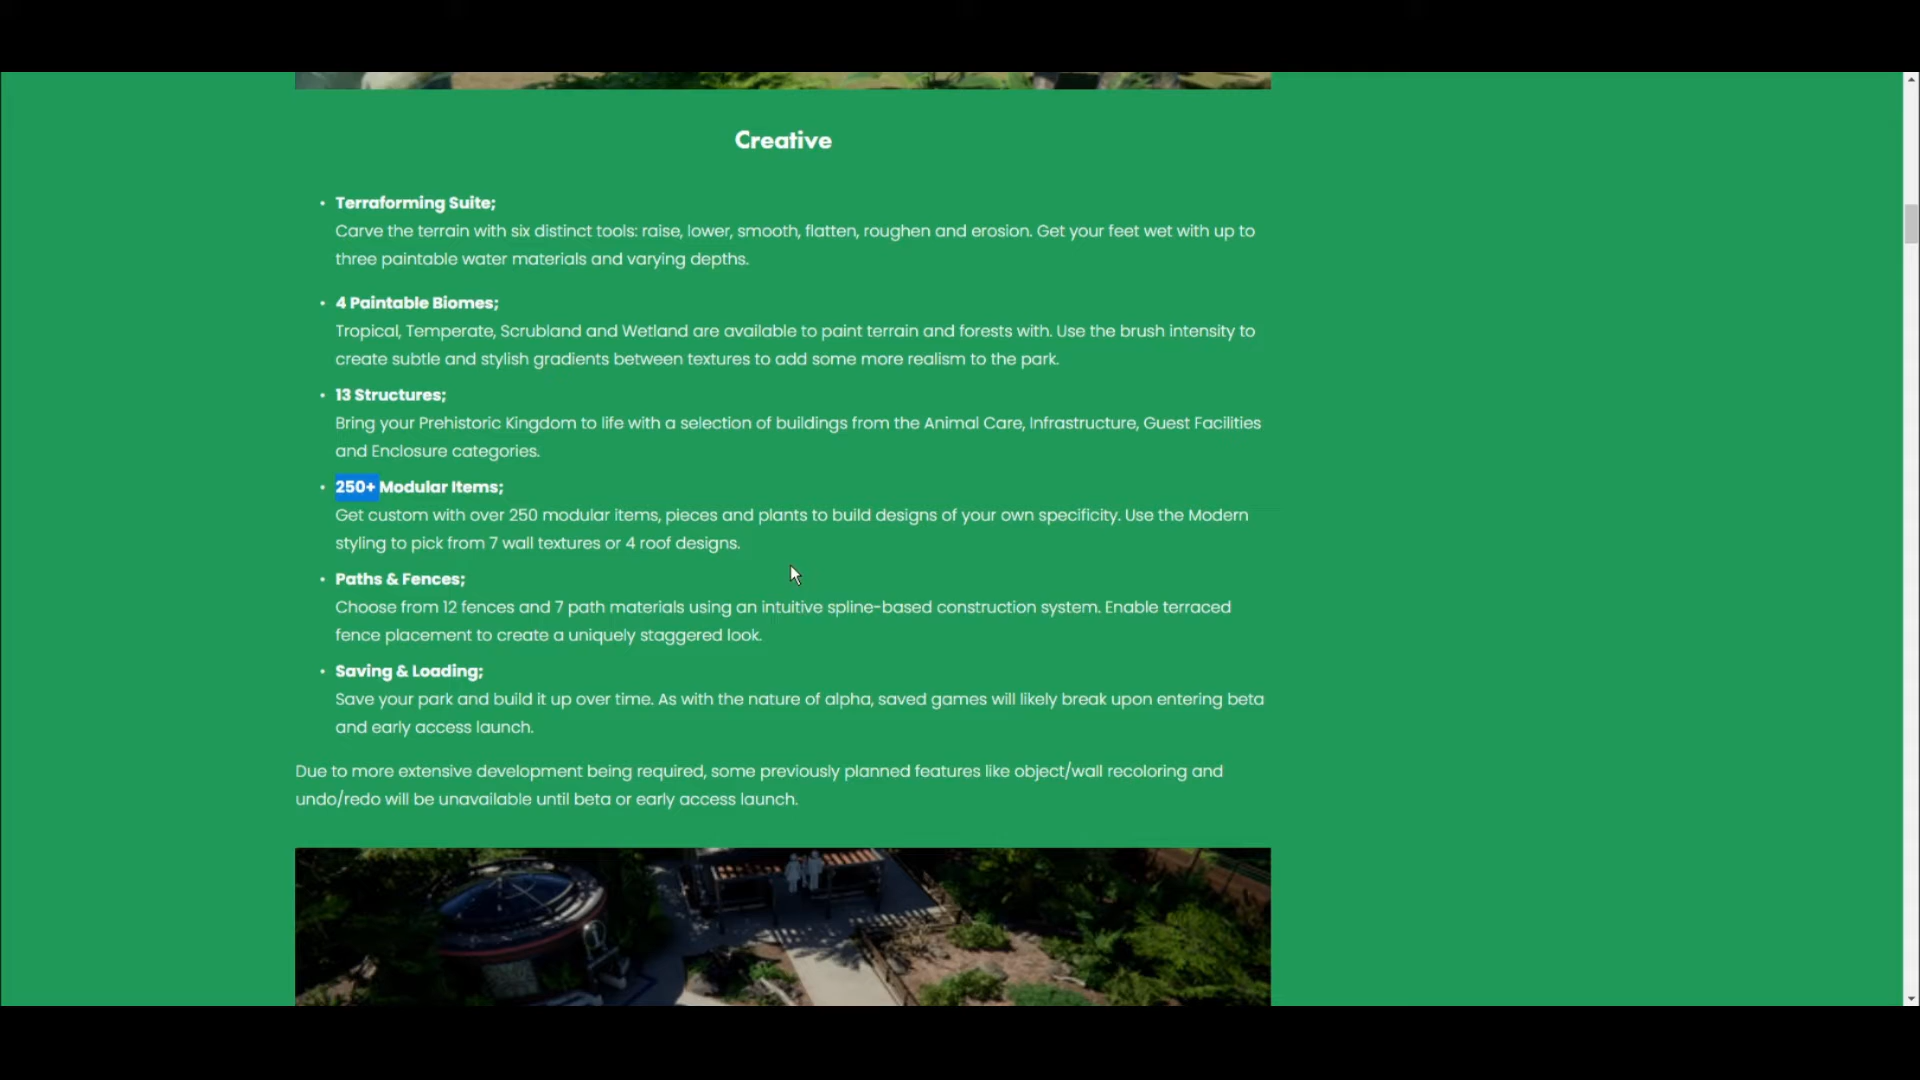 Creative
• Terraforming Suite;
Carve the terrain with six distinct tools: raise, lower, smooth, flatten, roughen and erosion. Get your feet wet with up to
three paintable water materials and varying depths.
• 4 Paintable Biomes;
Tropical, Temperate, Scrubland and Wetland are available to paint terrain and forests with. Use the brush intensity to
create subtle and stylish gradients between textures to add some more realism to the park.
• 13 Structures;
Bring your Prehistoric Kingdom to life with a selection of buildings from the Animal Care, Infrastructure, Guest Facilities
and Enclosure categories.
• 250+ Modular Items;
Get custom with over 250 modular items, pieces and plants to build designs of your own specificity. Use the Modern
styling to pick from 7 wall textures or 4 roof designs.
• Paths & Fences;
Choose from 12 fences and 7 path materials using an intuitive spline-based construction system. Enable terraced
fence placement to create a uniquely staggered look.
• Saving & Loading;
Save your park and build it up over time. As with the nature of alpha, saved games will likely break upon entering beta
and early access launch.
Due to more extensive development being required, some previously planned features like object/wall recoloring and
undo/redo will be unavailable until beta or early access launch.